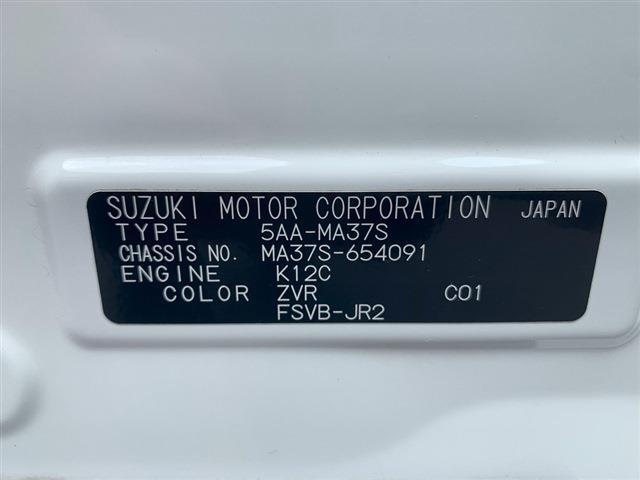 SUZUKI MOTOR CORPORATION JAPAN
TYPE 5AA-MA37S
CHASSIS NO. MA37S-654091
ENGINE K12C
COLOR ZVR C01
FSVB-JR2